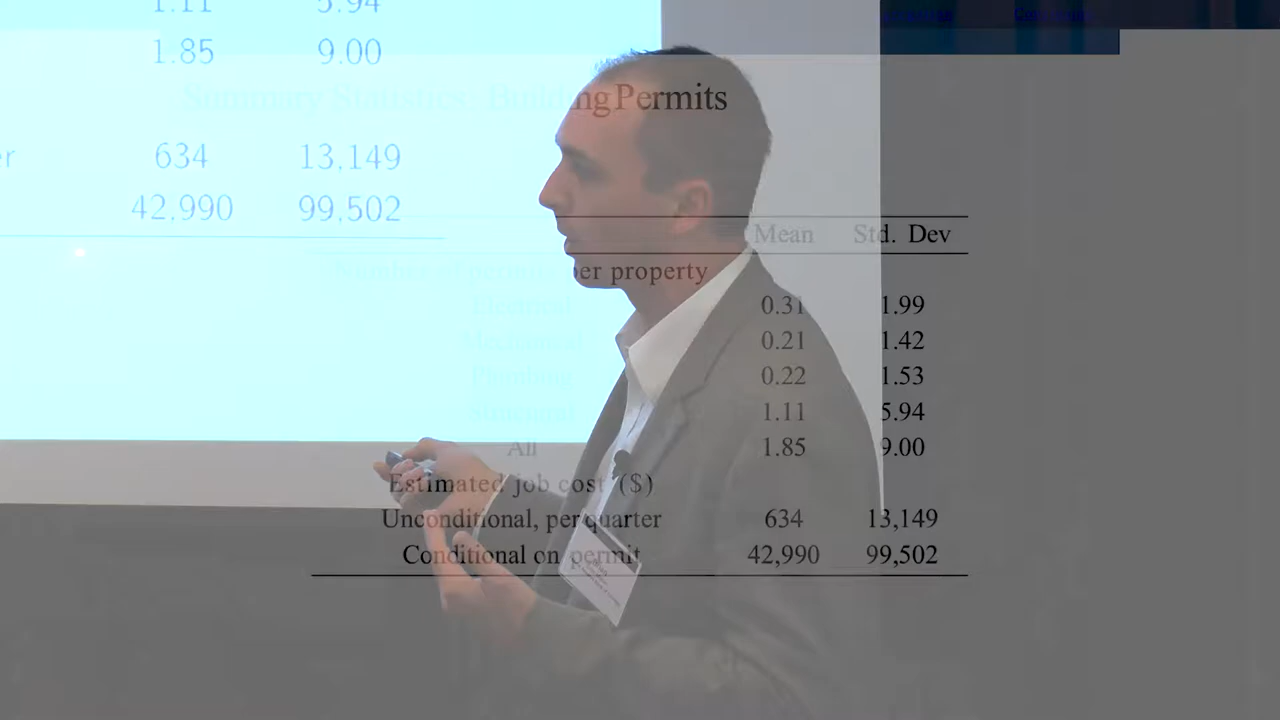 1.11 5.94
1.85 9.00
Summary Statistics Building Permits
er 634 13,149
42,990 99,502
Mean Std. Dev
Number of permits per property
Electrical 0.31 1.99
Mechanical 0.21 1.42
Plumbing 0.22 1.53
Structural 1.11 5.94
All 1.85 9.00
Estimated job cost ($)
Unconditional, per quarter 634 13,149
Conditional on permit 42,990 99,502